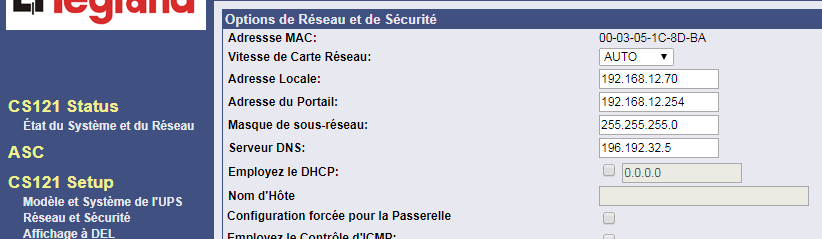 legrand
CS121 Status
État du Système et du Réseau
ASC
CS121 Setup
Modèle et Système de l'UPS
Réseau et Sécurité
Affichage à DEL
Options de Réseau et de Sécurité
Adressse MAC: 00-03-05-1C-8D-BA
Vitesse de Carte Réseau: AUTO
Adresse Locale: 192.168.12.70
Adresse du Portail: 192.168.12.254
Masque de sous-réseau: 255.255.255.0
Serveur DNS: 196.192.32.5
Employez le DHCP: 0.0.0.0
Nom d'Hôte
Configuration forcée pour la Passerelle
Employez le Contrôle d'ICMP: